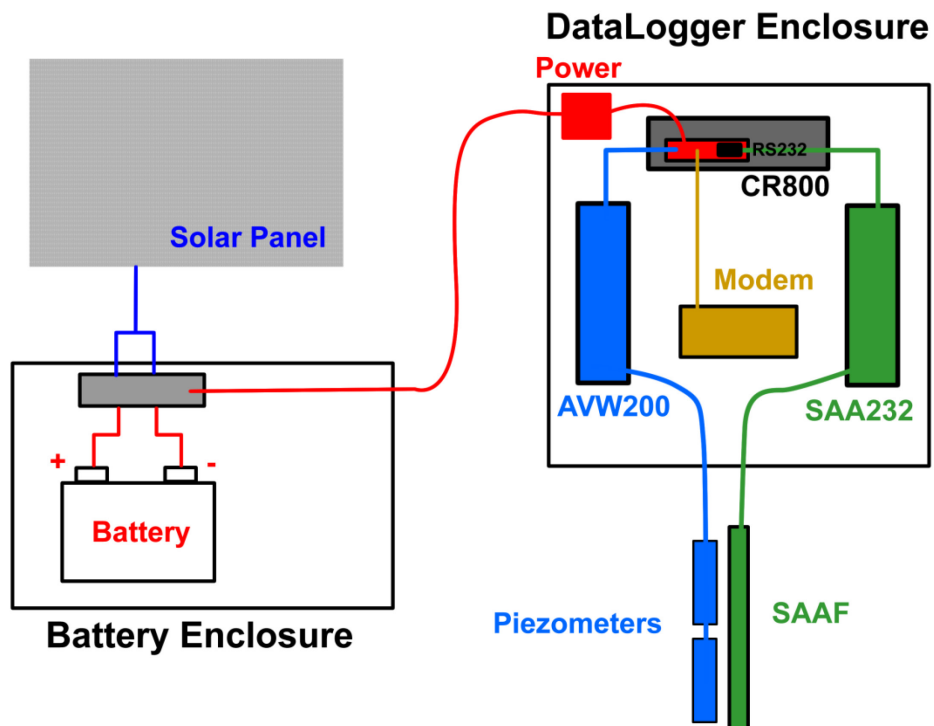 DataLogger Enclosure
Power
RS232
CR800
Solar Panel
Modem
AVW200
SAA232
+
-
Battery
Piezometers
SAAF
Battery Enclosure